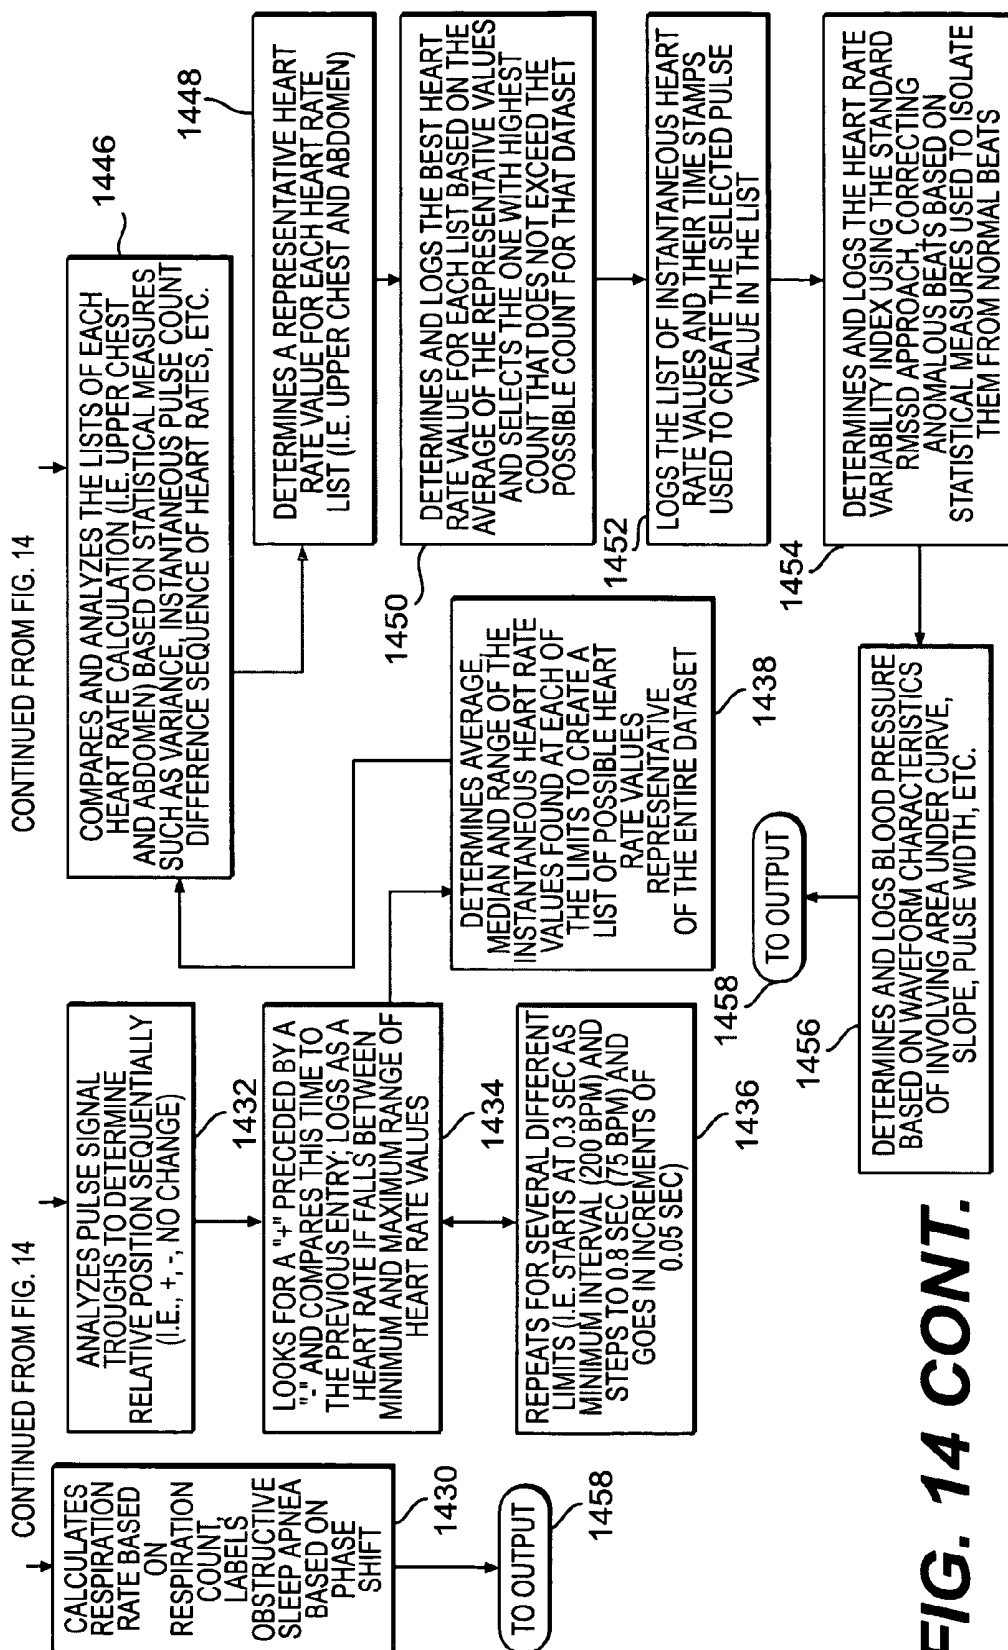 CONTINUED FROM FIG. 14
CALCULATES
RESPIRATION
RATE BASED
ON
RESPIRATION
COUNT,
LABELS
OBSTRUCTIVE
SLEEP APNEA
BASED ON
PHASE
SHIFT
1430
TO OUTPUT
1458
ANALYZES PULSE SIGNAL
TROUGHS TO DETERMINE
RELATIVE POSITION SEQUENTIALLY
(I.E., +, -, NO CHANGE)
1432
LOOKS FOR A "+" PRECEDED BY A
"-" AND COMPARES THIS TIME TO
THE PREVIOUS ENTRY; LOGS AS A
HEART RATE IF FALLS BETWEEN
MINIMUM AND MAXIMUM RANGE OF
HEART RATE VALUES
1434
REPEATS FOR SEVERAL DIFFERENT
LIMITS (I.E. STARTS AT 0.3 SEC AS
MINIMUM INTERVAL (200 BPM) AND
STEPS TO 0.8 SEC (75 BPM) AND
GOES IN INCREMENTS OF
0.05 SEC)
1436
DETERMINES AVERAGE,
MEDIAN AND RANGE OF THE
INSTANTANEOUS HEART RATE
VALUES FOUND AT EACH OF
THE LIMITS TO CREATE A
LIST OF POSSIBLE HEART
RATE VALUES
REPRESENTATIVE
OF THE ENTIRE DATASET
1438
CONTINUED FROM FIG. 14
COMPARES AND ANALYZES THE LISTS OF EACH
HEART RATE CALCULATION (I.E. UPPER CHEST
AND ABDOMEN) BASED ON STATISTICAL MEASURES
SUCH AS VARIANCE, INSTANTANEOUS PULSE COUNT
DIFFERENCE SEQUENCE OF HEART RATES, ETC.
1446
DETERMINES A REPRESENTATIVE HEART
RATE VALUE FOR EACH HEART RATE
LIST (I.E. UPPER CHEST AND ABDOMEN)
1448
DETERMINES AND LOGS THE BEST HEART
RATE VALUE FOR EACH LIST BASED ON THE
AVERAGE OF THE REPRESENTATIVE VALUES
AND SELECTS THE ONE WITH HIGHEST
COUNT THAT DOES NOT EXCEED THE
POSSIBLE COUNT FOR THAT DATASET
1450
LOGS THE LIST OF INSTANTANEOUS HEART
RATE VALUES AND THEIR TIME STAMPS
USED TO CREATE THE SELECTED PULSE
VALUE IN THE LIST
1452
DETERMINES AND LOGS THE HEART RATE
VARIABILITY INDEX USING THE STANDARD
RMSSD APPROACH, CORRECTING
ANOMALOUS BEATS BASED ON
STATISTICAL MEASURES USED TO ISOLATE
THEM FROM NORMAL BEATS
1454
DETERMINES AND LOGS BLOOD PRESSURE
BASED ON WAVEFORM CHARACTERISTICS
OF INVOLVING AREA UNDER CURVE,
SLOPE, PULSE WIDTH, ETC.
1456
TO OUTPUT
1458
FIG. 14 CONT.